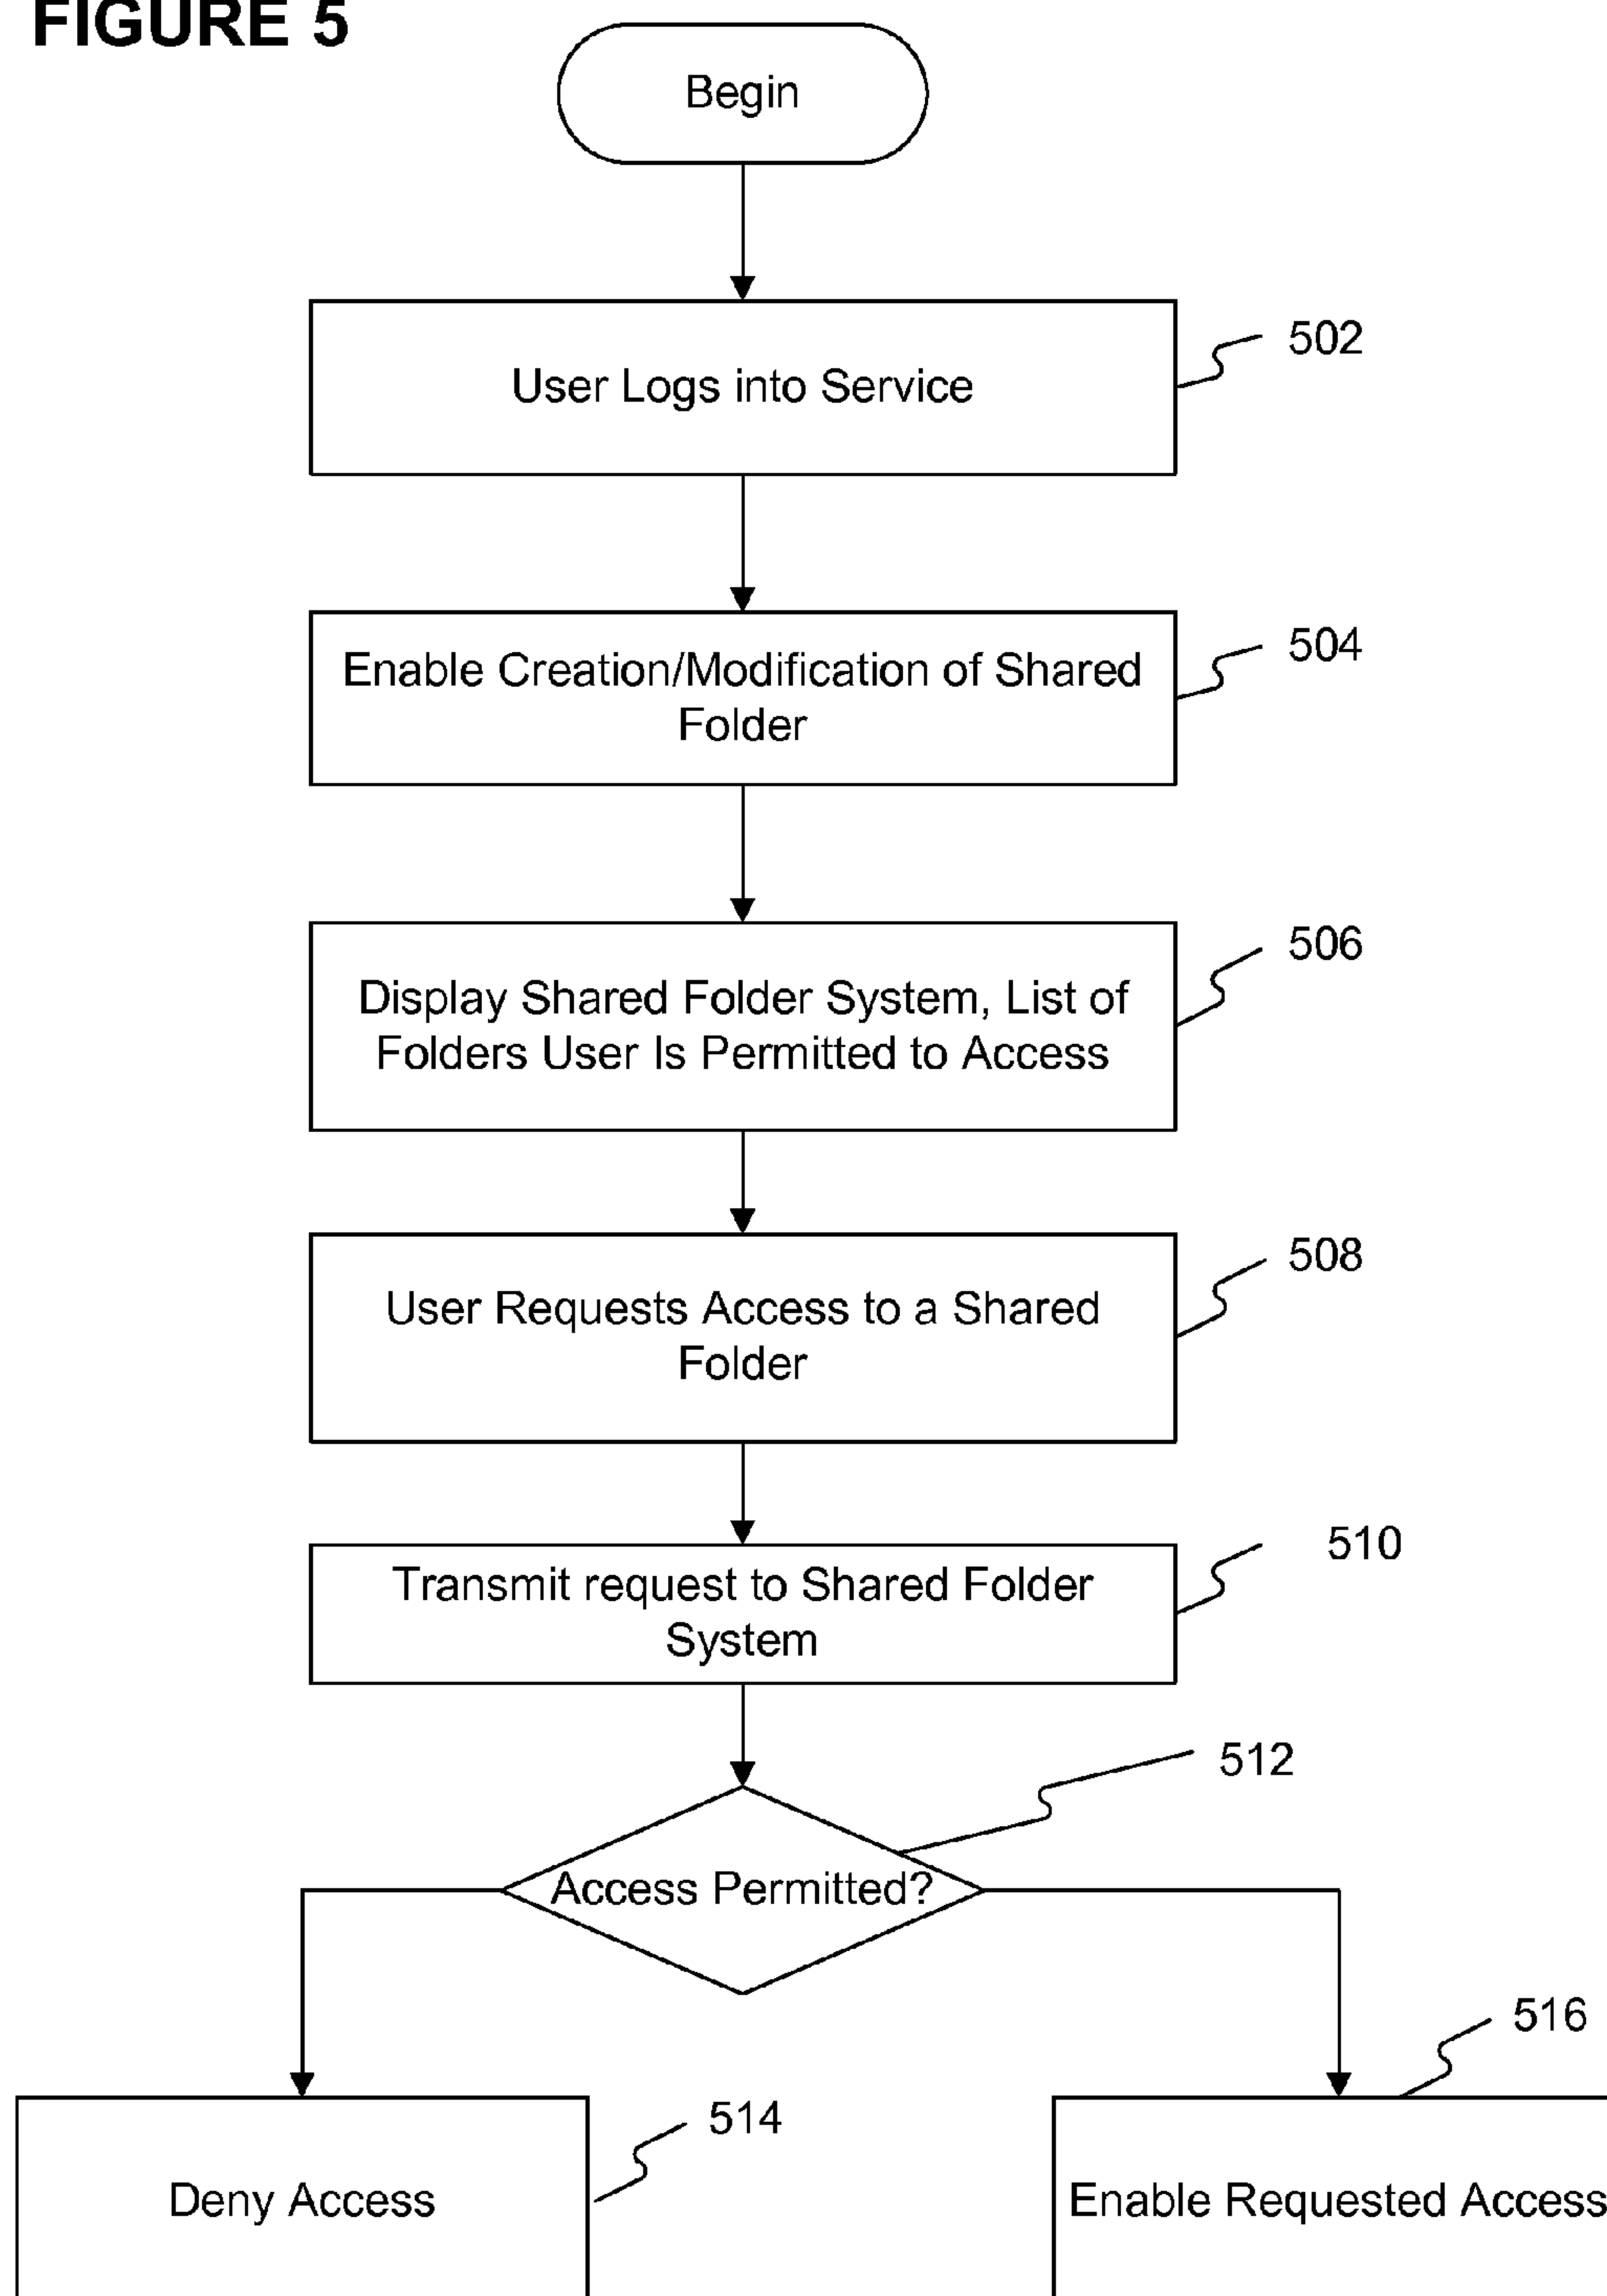 FIGURE 5
Begin
User Logs into Service
502
Enable Creation/Modification of Shared
Folder
504
Display Shared Folder System, List of
Folders User Is Permitted to Access
506
User Requests Access to a Shared
Folder
508
Transmit request to Shared Folder
System
510
Access Permitted?
512
Deny Access
514
Enable Requested Access
516